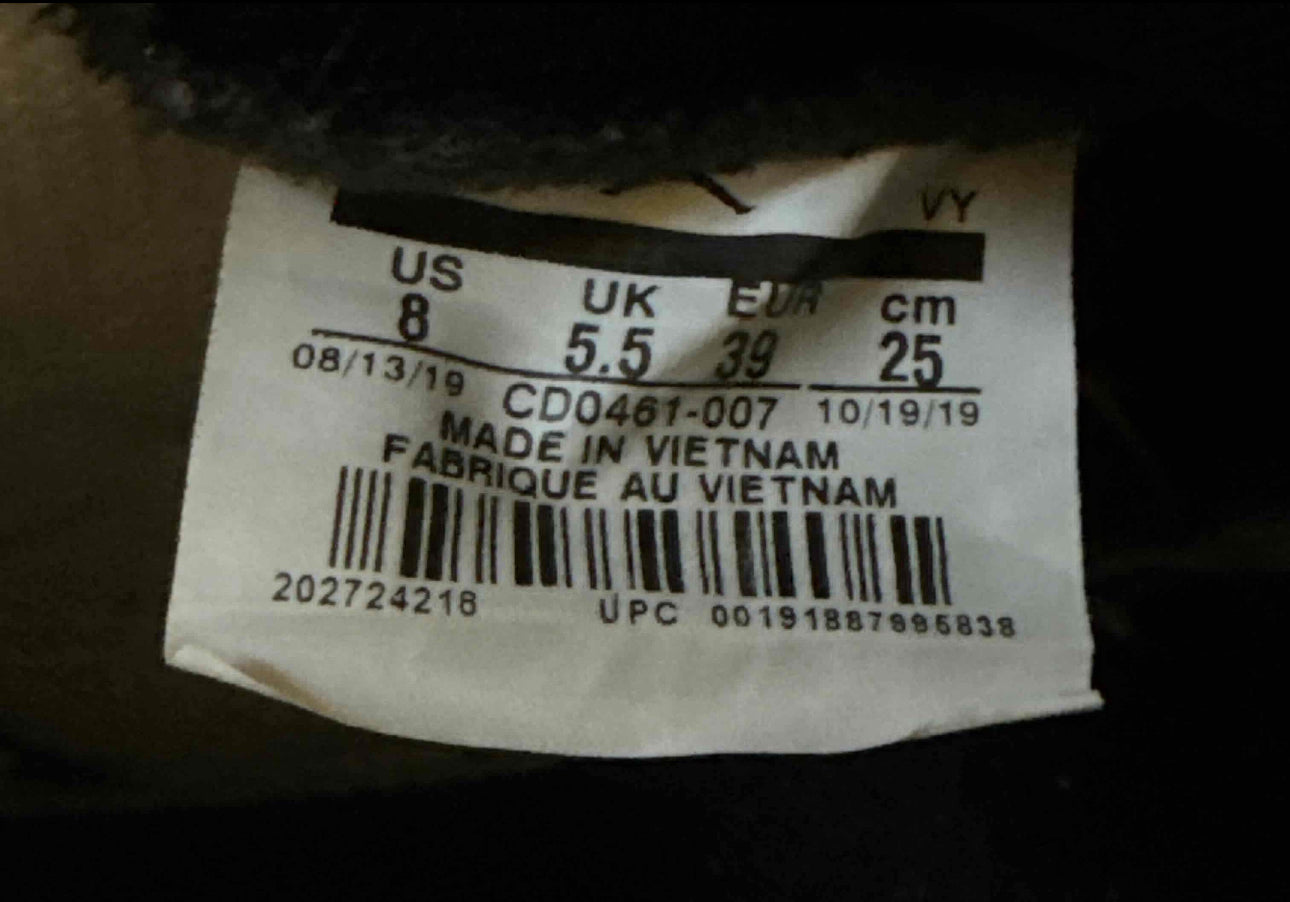 VY
US UK EUR cm
8 5.5 39 25
08/13/19 CD0461-007 10/19/19
MADE IN VIETNAM
FABRIQUE AU VIETNAM
202724218 UPC 00191887895838